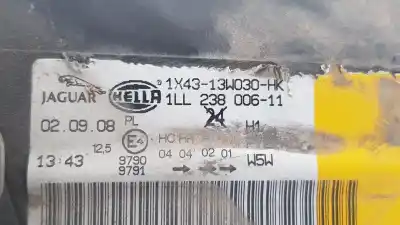 1X43-13W030-HK
JAGUAR HELLA 1LL 238 006-11
24 H1
02.09.08 PL
12,5 E4 HC
04 04 02 01
13:43 9790 W5W
9791